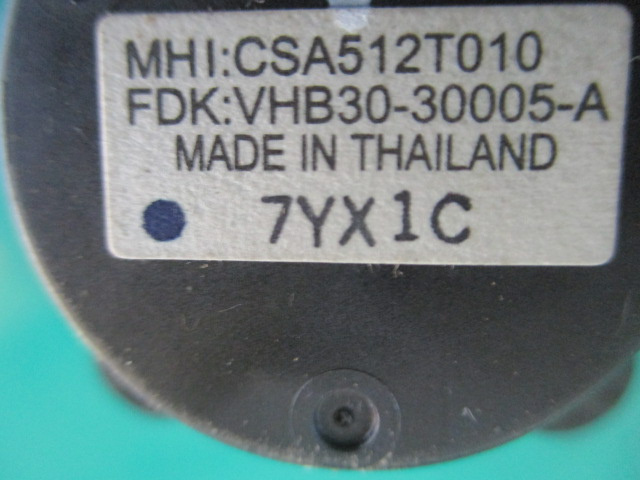 MHI:CSA512T010
FDK:VHB30-30005-A
MADE IN THAILAND
7YX1C